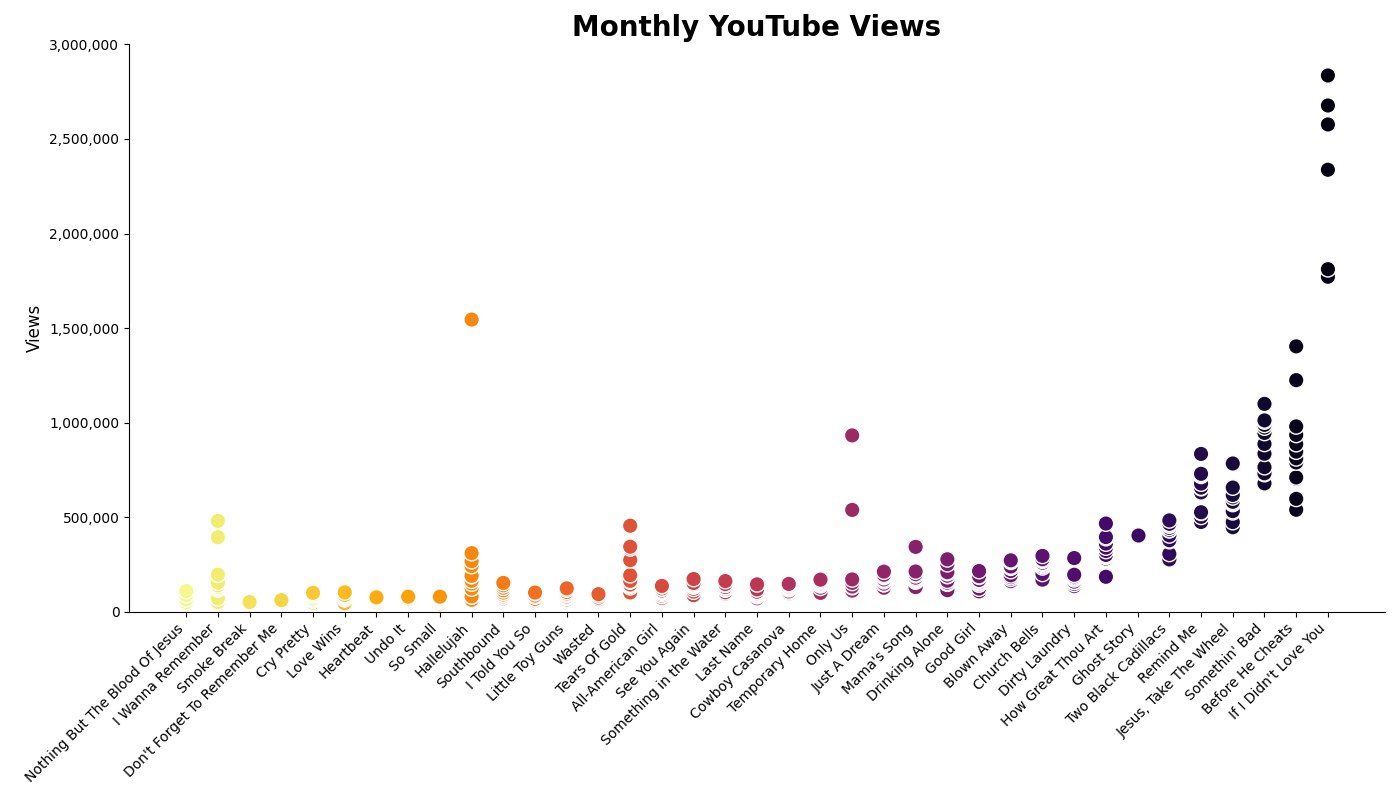 Monthly YouTube Views
3,000,000
2,500,000
2,000,000
1,500,000
1,000,000
500,000
0
Views
Nothing But The Blood Of Jesus
I Wanna Remember
Smoke Break
Don't Forget To Remember Me
Cry Pretty
Love Wins
Heartbeat
Undo It
So Small
Hallelujah
Southbound
I Told You So
Little Toy Guns
Wasted
Tears Of Gold
All-American Girl
See You Again
Something in the Water
Last Name
Cowboy Casanova
Temporary Home
Only Us
Just A Dream
Mama's Song
Drinking Alone
Good Girl
Blown Away
Church Bells
Dirty Laundry
How Great Thou Art
Ghost Story
Two Black Cadillacs
Remind Me
Jesus, Take The Wheel
Somethin' Bad
Before He Cheats
If I Didn't Love You